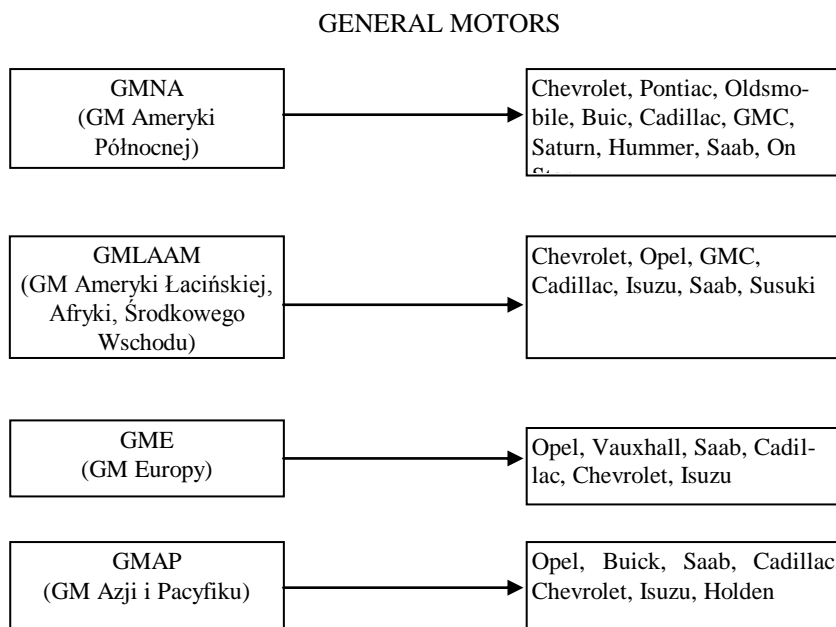 GENERAL MOTORS
GMNA
(GM Ameryki
Północnej)
Chevrolet, Pontiac, Oldsmo-
bile, Buic, Cadillac, GMC,
Saturn, Hummer, Saab, On
GMLAAM
(GM Ameryki Łacińskiej,
Afryki, Środkowego
Wschodu)
Chevrolet, Opel, GMC,
Cadillac, Isuzu, Saab, Susuki
GME
(GM Europy)
Opel, Vauxhall, Saab, Cadil-
lac, Chevrolet, Isuzu
GMAP
(GM Azji i Pacyfiku)
Opel, Buick, Saab, Cadillac,
Chevrolet, Isuzu, Holden